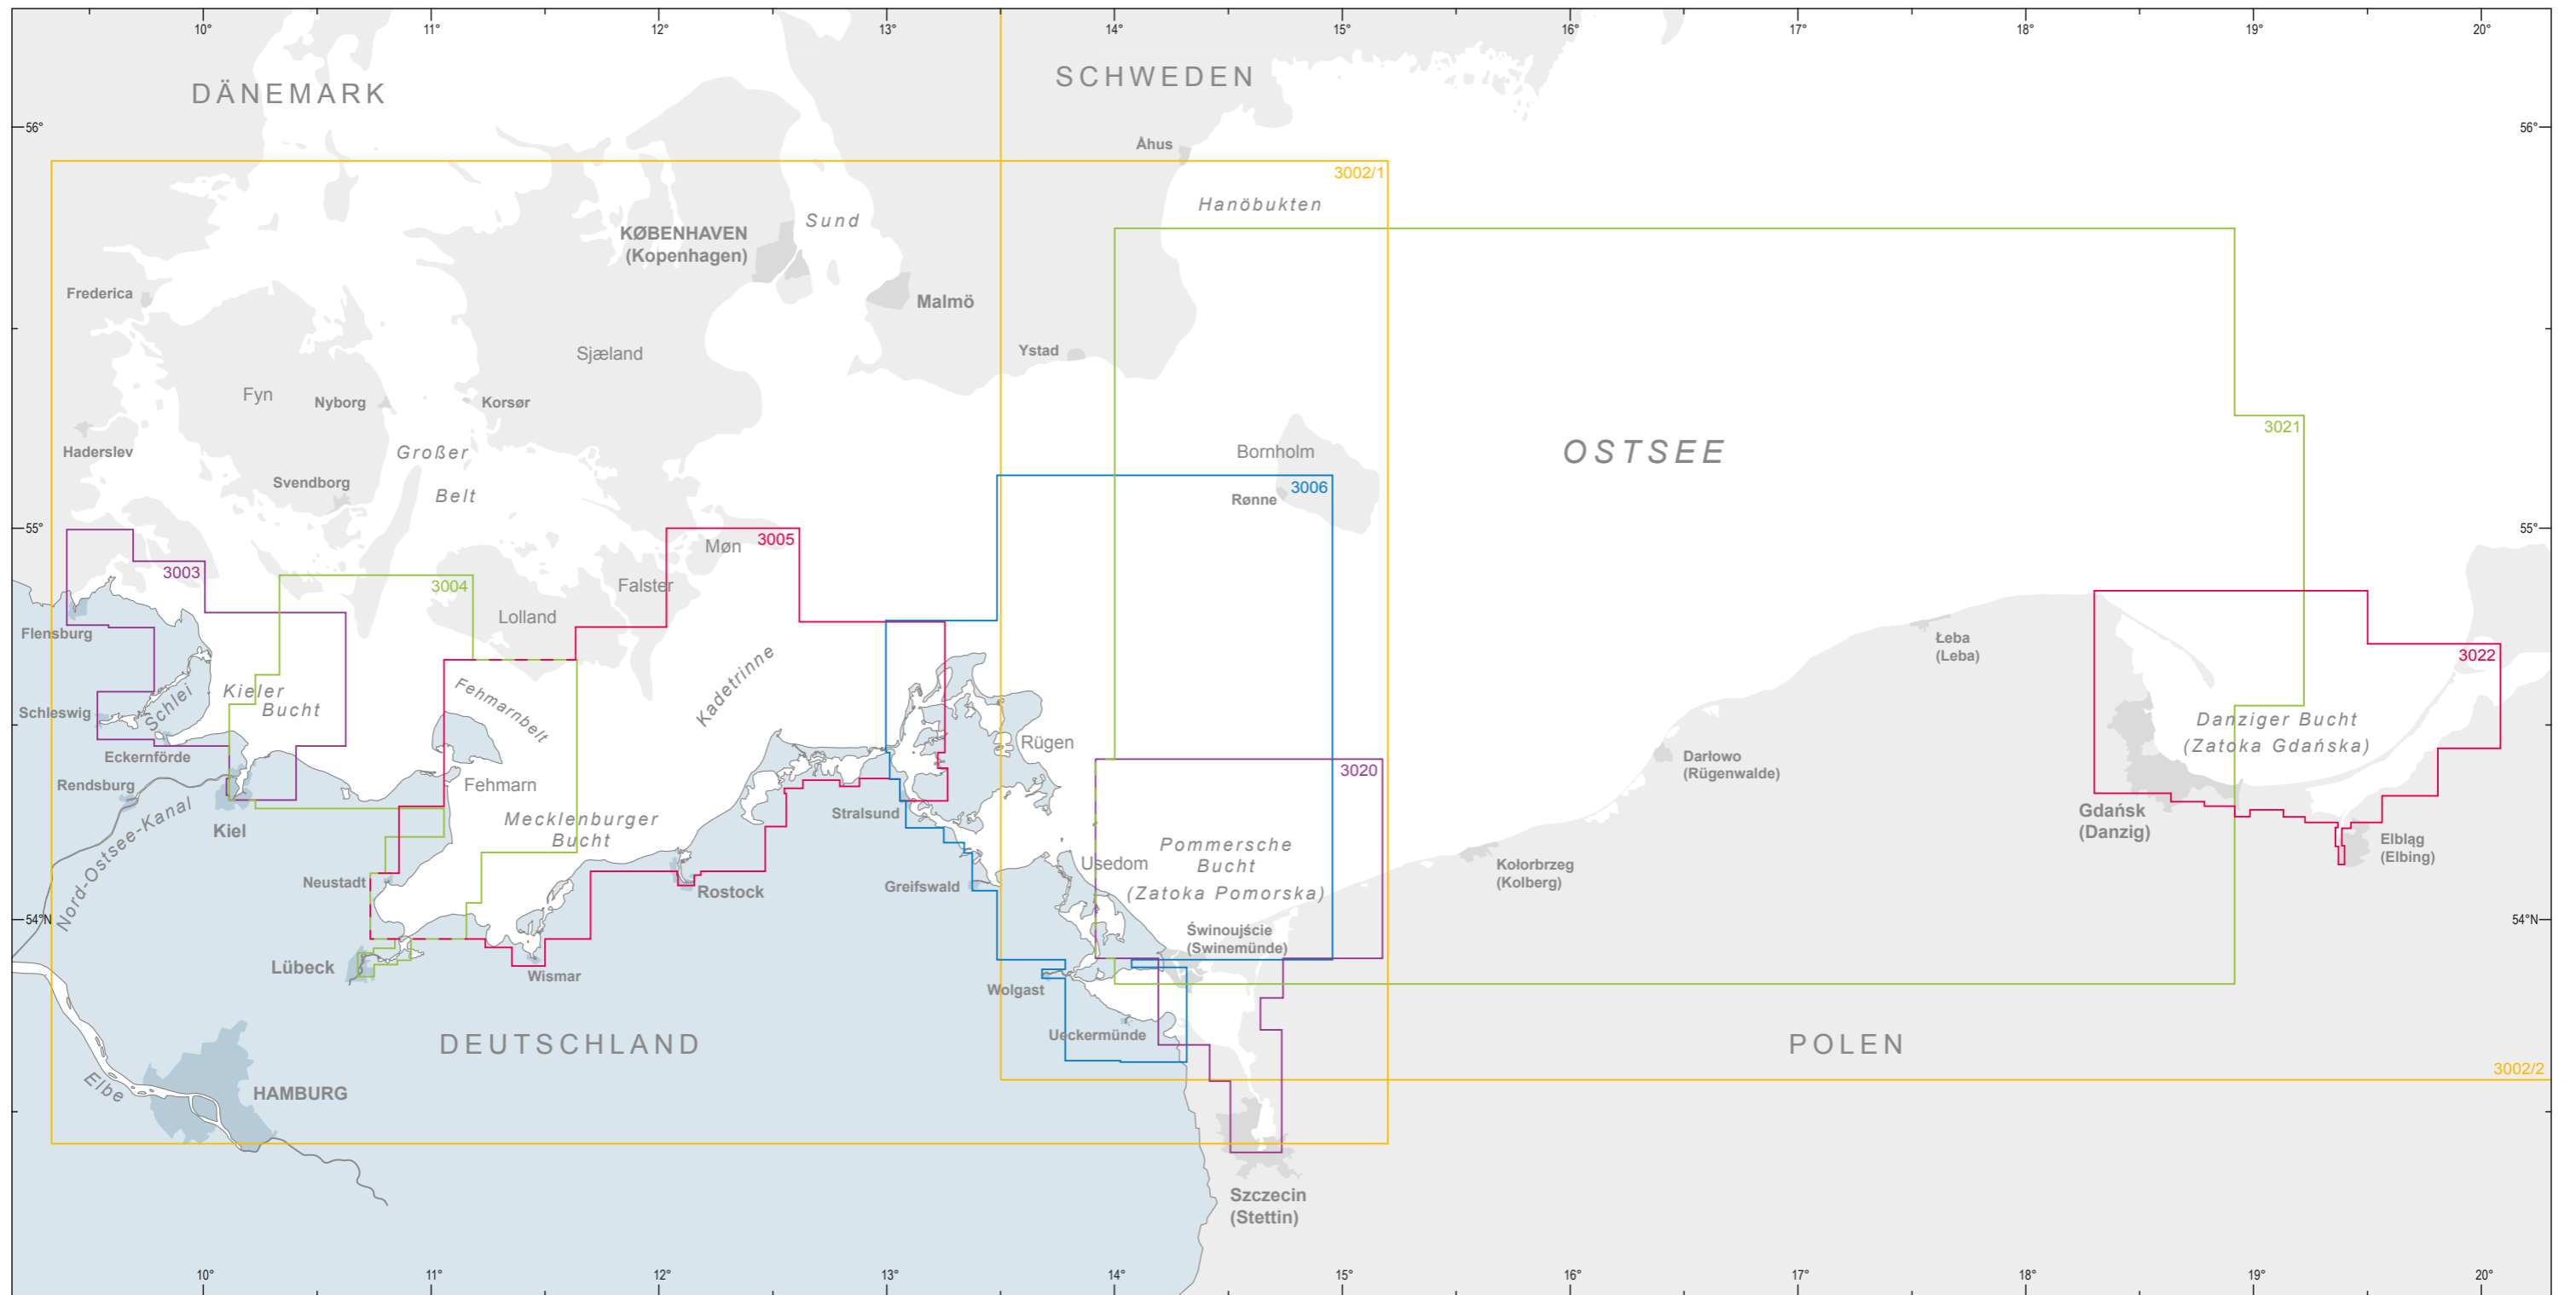 10° 11° 12° 13° 14° 15° 16° 17° 18° 19° 20°
DÄNEMARK
SCHWEDEN
56°
56°
Åhus
3002/1
Hanöbukten
Sund
KØBENHAVEN
(Kopenhagen)
Frederica
Malmö
Ystad
Sjæland
Fyn
Nyborg
Korsør
3021
Haderslev
Großer
Belt
Bornholm
OSTSEE
Svendborg
3006
Rønne
55°
55°
3005
Møn
3003
3004
Falster
Lolland
Flensburg
Łeba
(Leba)
3022
Kadetrinne
Schlei
Kieler
Bucht
Fehmarnbelt
Schleswig
Danziger Bucht
(Zatoka Gdańska)
Rügen
Eckernförde
Darłowo
(Rügenwalde)
3020
Rendsburg
Fehmarn
Nord-Ostsee-Kanal
Kiel
Stralsund
Gdańsk
(Danzig)
Mecklenburger
Bucht
Pommersche
Bucht
(Zatoka Pomorska)
Elbląg
(Elbing)
Usedom
Kołorbrzeg
(Kolberg)
Neustadt
Rostock
Greifswald
54°N
54°N
Świnoujście
(Swinemünde)
Lübeck
Wismar
Wolgast
Ueckermünde
DEUTSCHLAND
POLEN
3002/2
Elbe
HAMBURG
Szczecin
(Stettin)
10° 11° 12° 13° 14° 15° 16° 17° 18° 19° 20°